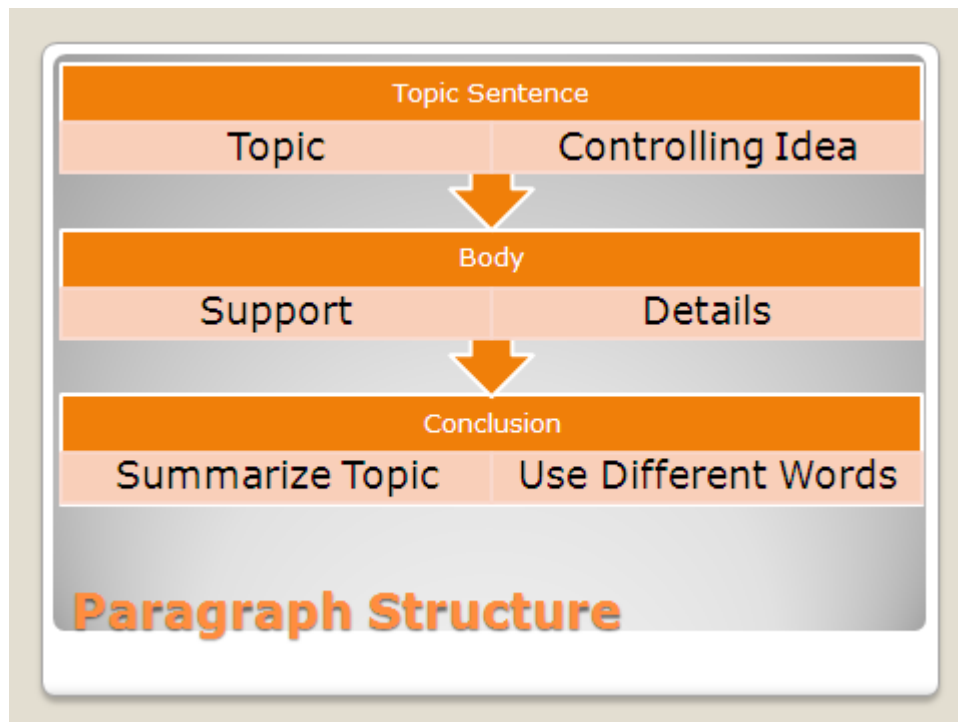 Topic Sentence
Topic Controlling Idea
Body
Support Details
Conclusion
Summarize Topic Use Different Words
Paragraph Structure